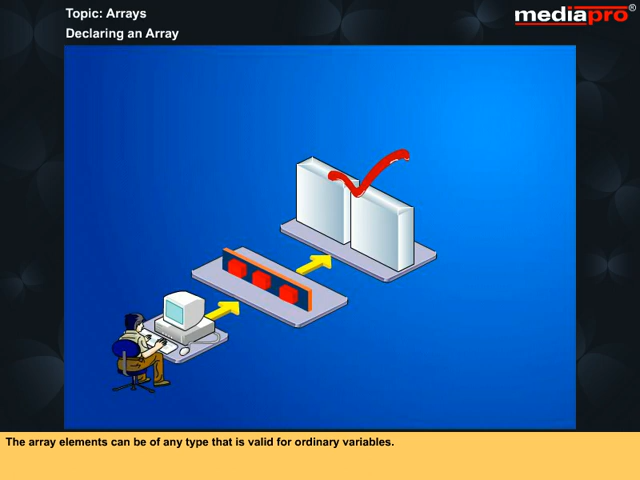 Topic: Arrays
mediapro®
Declaring an Array
The array elements can be of any type that is valid for ordinary variables.